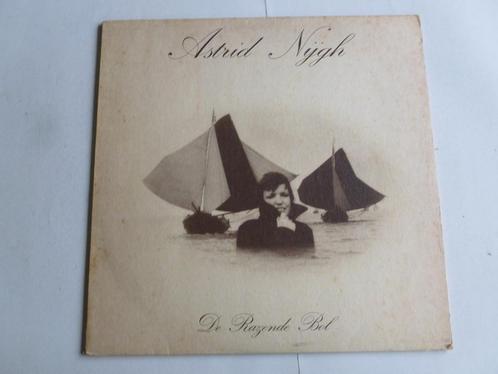 Astrid Nijgh
De Razende Bol